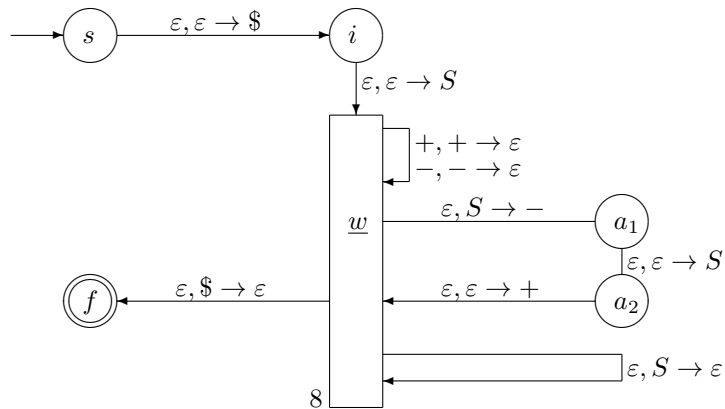 s
ε, ε → $
i
ε, ε → S
+, + → ε
−, − → ε
w
ε, S → −
a₁
ε, ε → S
f
ε, $ → ε
ε, ε → +
a₂
ε, S → ε
8